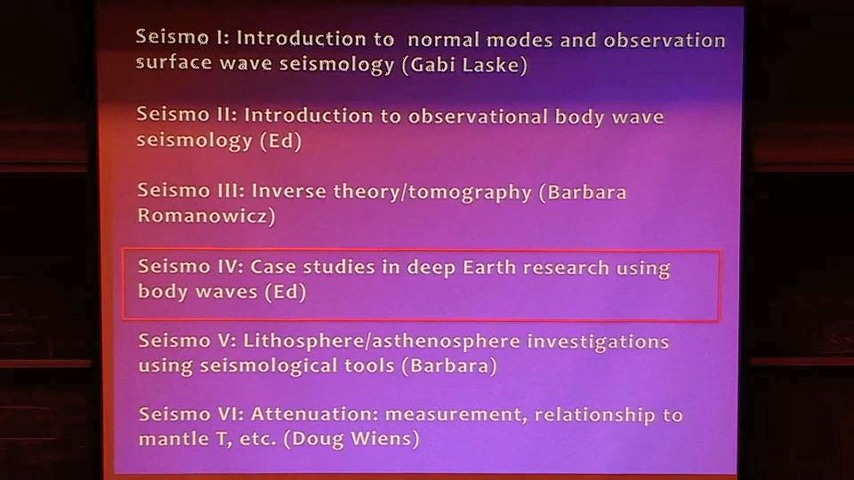 Seismo I: Introduction to normal modes and observation
surface wave seismology (Gabi Laske)
Seismo II: Introduction to observational body wave
seismology (Ed)
Seismo III: Inverse theory/tomography (Barbara
Romanowicz)
Seismo IV: Case studies in deep Earth research using
body waves (Ed)
Seismo V: Lithosphere/asthenosphere investigations
using seismological tools (Barbara)
Seismo VI: Attenuation: measurement, relationship to
mantle T, etc. (Doug Wiens)